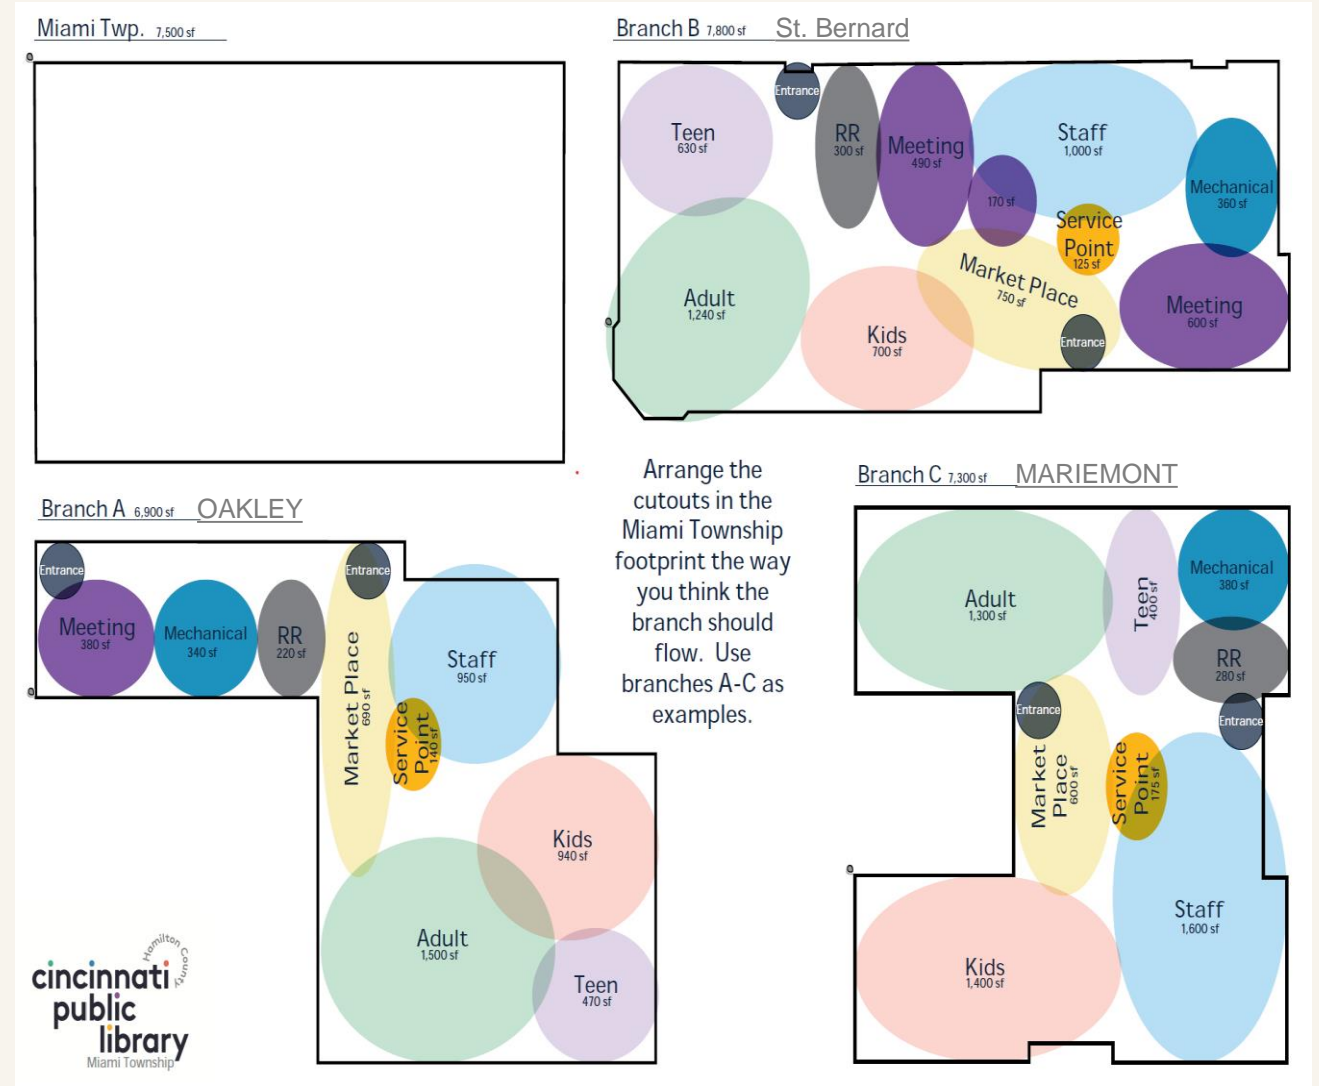 Miami Twp. 7,500 sf
Branch B 7,800 sf St. Bernard
Teen
630 sf
Entrance
RR
300 sf
Meeting
490 sf
Staff
1,000 sf
170 sf
Mechanical
360 sf
Service
Point
125 sf
Adult
1,240 sf
Market Place
750 sf
Kids
700 sf
Entrance
Meeting
600 sf
Arrange the
cutouts in the
Miami Township
footprint the way
you think the
branch should
flow. Use
branches A-C as
examples.
Branch A 6,900 sf OAKLEY
Entrance
Meeting
380 sf
Mechanical
340 sf
RR
220 sf
Entrance
Market Place
690 sf
Staff
950 sf
Service
Point
140 sf
Kids
940 sf
Adult
1,500 sf
Teen
470 sf
Branch C 7,300 sf MARIEMONT
Adult
1,300 sf
Teen
400 sf
Mechanical
380 sf
RR
280 sf
Entrance
Entrance
Market
Place
600 sf
Service
Point
175 sf
Staff
1,600 sf
Kids
1,400 sf
Hamilton County
cincinnati
public
library
Miami Township